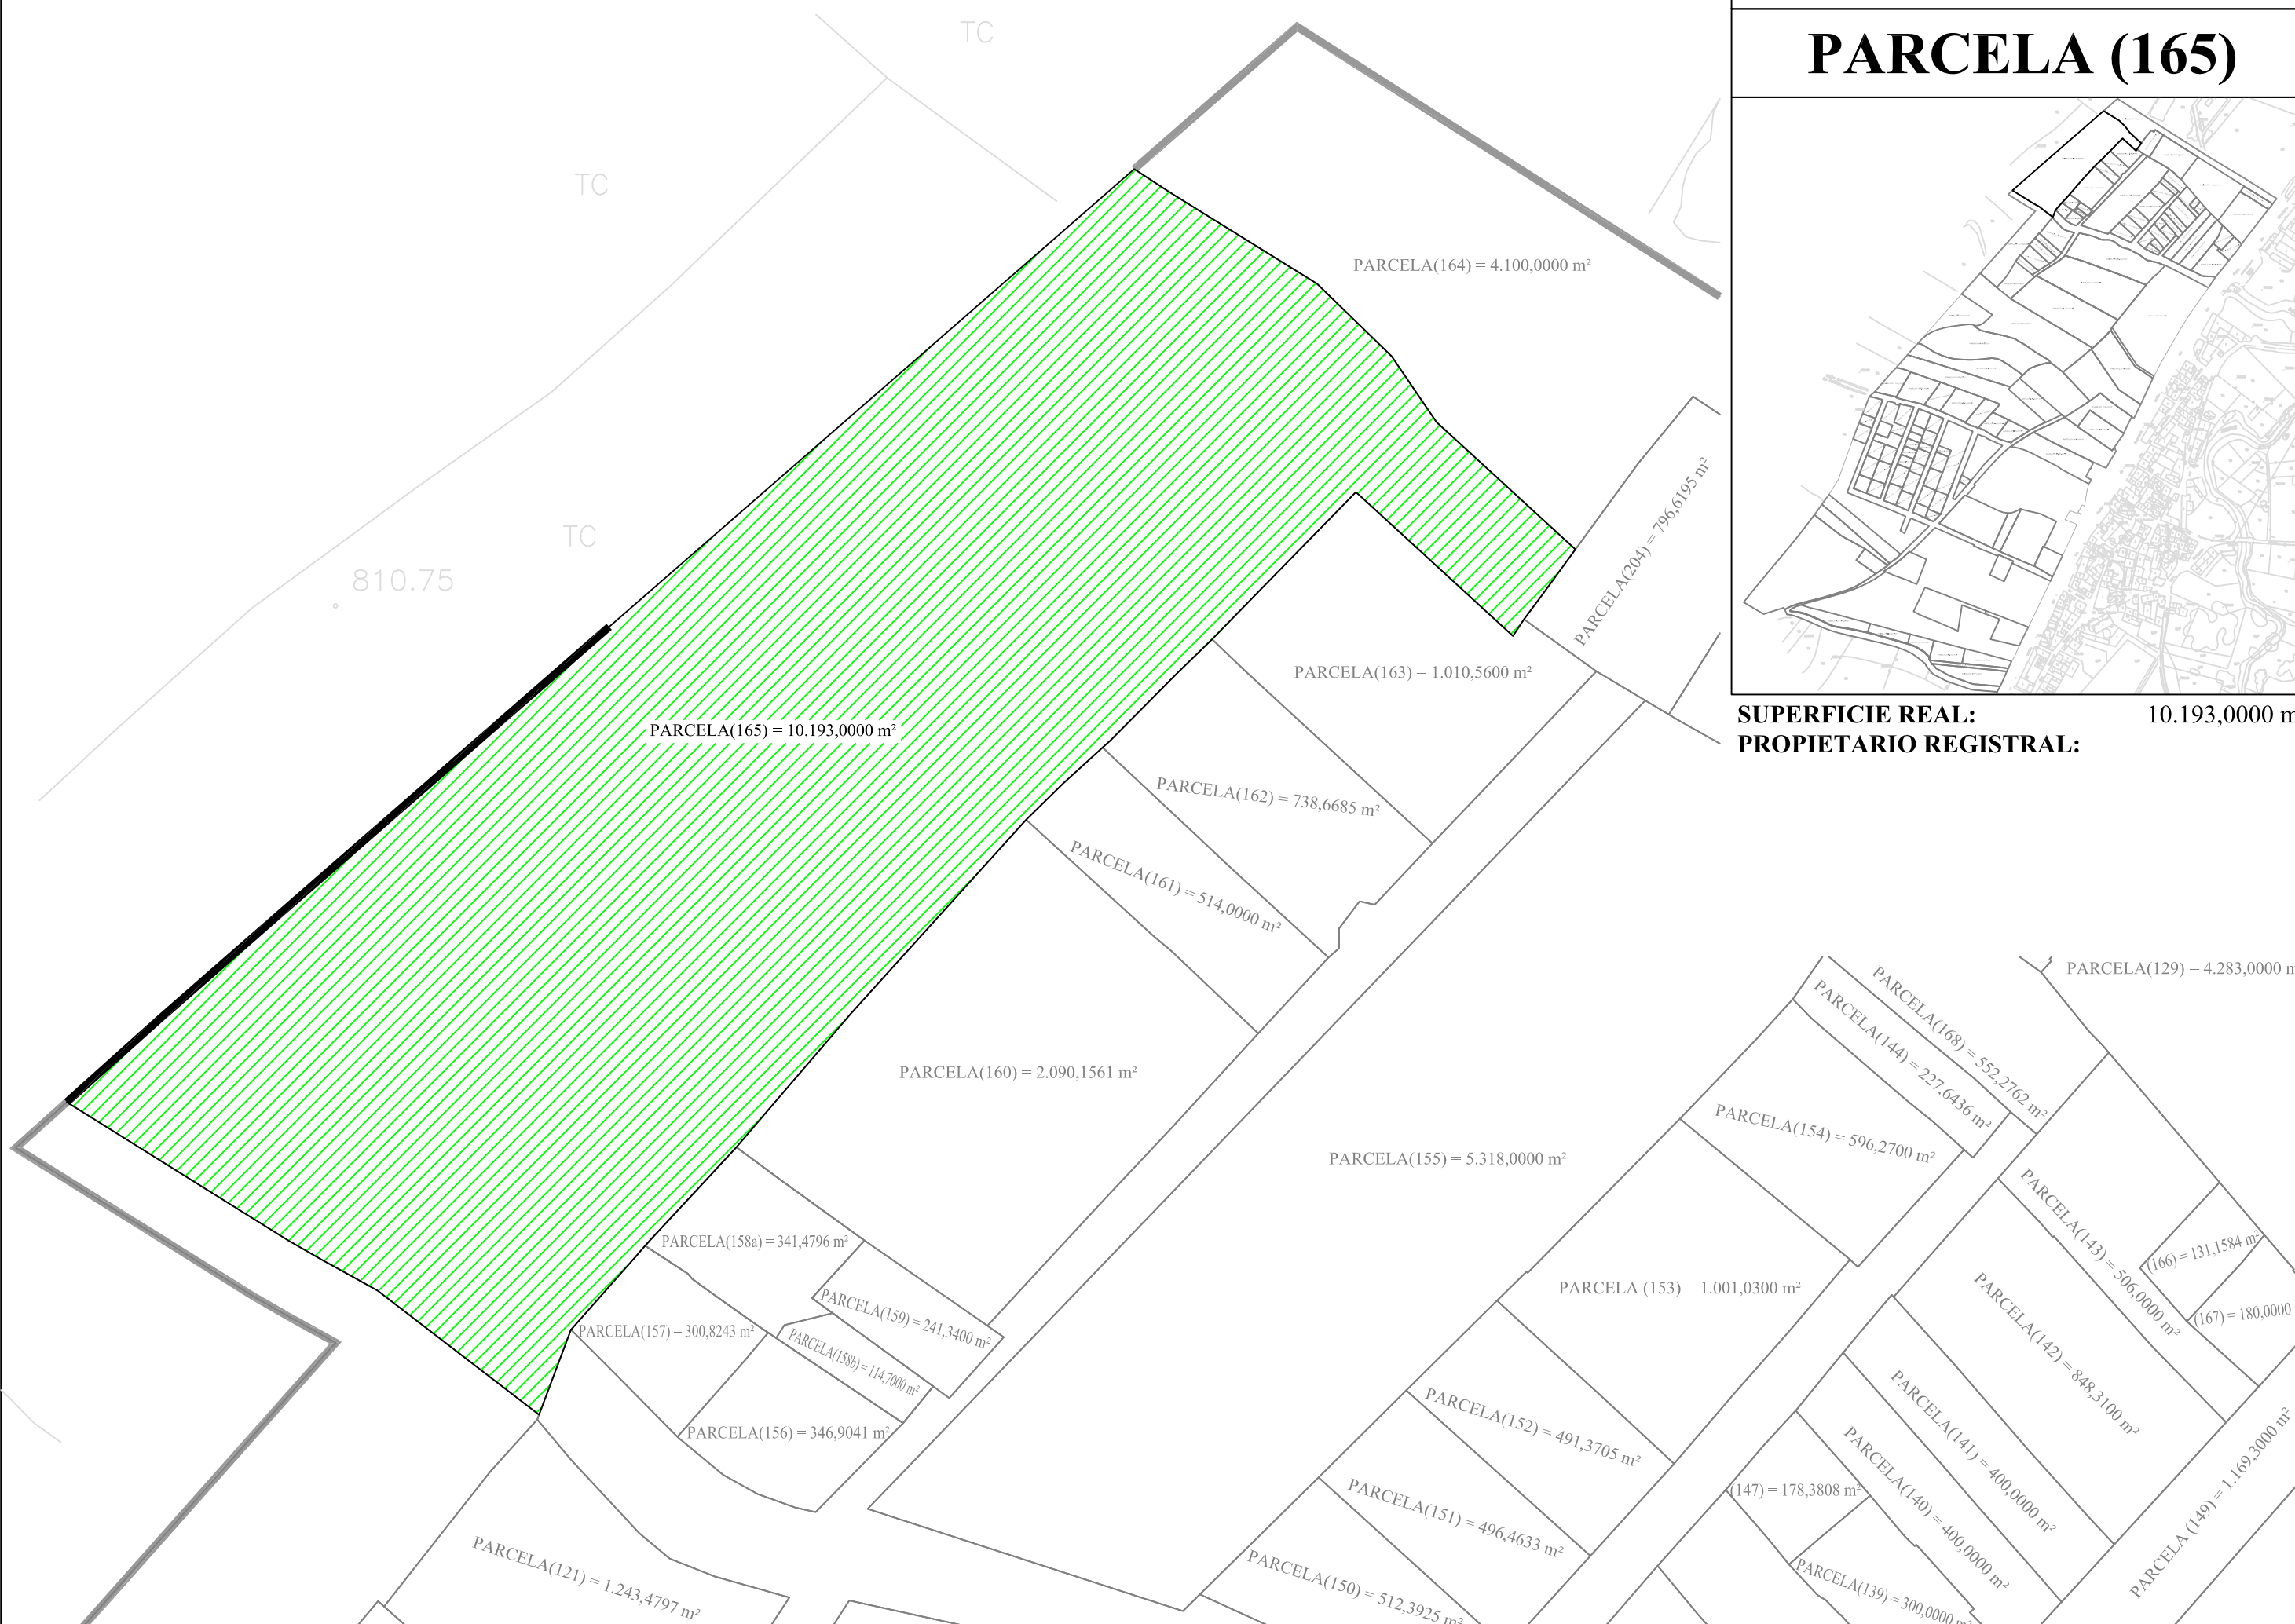 TC
PARCELA (165)
TC
PARCELA(164) = 4.100,0000 m²
TC
810.75
PARCELA(204) = 796,6195 m²
PARCELA(163) = 1.010,5600 m²
SUPERFICIE REAL: 10.193,0000 m
PROPIETARIO REGISTRAL:
PARCELA(165) = 10.193,0000 m²
PARCELA(162) = 738,6685 m²
PARCELA(161) = 514,0000 m²
PARCELA(129) = 4.283,0000 m
PARCELA(168) = 552,2762 m²
PARCELA(144) = 227,6436 m²
PARCELA(160) = 2.090,1561 m²
PARCELA(154) = 596,2700 m²
PARCELA(155) = 5.318,0000 m²
PARCELA(143) = 506,0000 m²
(166) = 131,1584 m²
PARCELA(158a) = 341,4796 m²
PARCELA (153) = 1.001,0300 m²
PARCELA(159) = 241,3400 m²
(167) = 180,0000
PARCELA(157) = 300,8243 m²
PARCELA(158b) = 114,7000 m²
PARCELA(142) = 848,3100 m²
PARCELA(156) = 346,9041 m²
PARCELA(152) = 491,3705 m²
PARCELA(141) = 400,0000 m²
PARCELA(140) = 400,0000 m²
PARCELA (149) = 1.169,3000 m²
(147) = 178,3808 m²
PARCELA(151) = 496,4633 m²
PARCELA(121) = 1.243,4797 m²
PARCELA(150) = 512,3925 m²
PARCELA(139) = 300,0000 m²